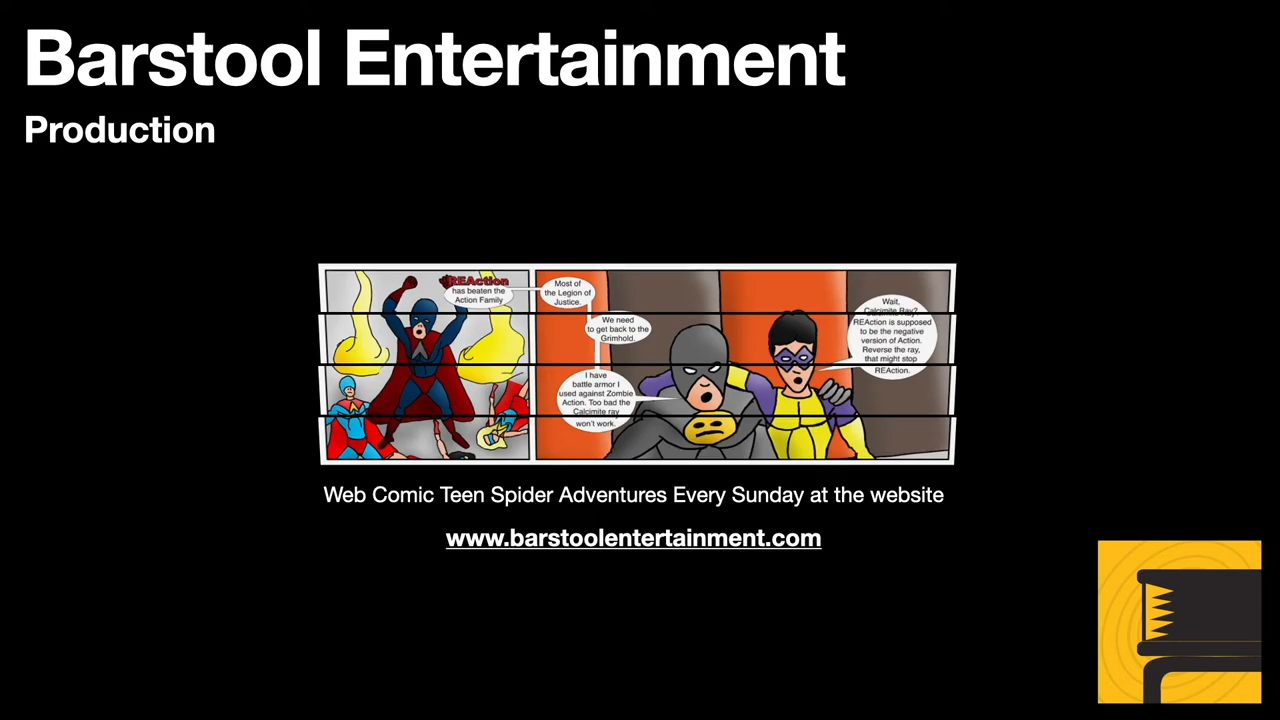 Barstool Entertainment
Production
REAction
has beaten the
Action Family
Most of
the Legion of
Justice.
We need
to get back to the
Grimhold.
I have
battle armor I
used against Zombie
Action. Too bad the
Calcimite ray
won't work.
Wait,
Calcimite Ray?
REAction is supposed
to be the negative
version of Action.
Reverse the ray,
that might stop
REAction.
Web Comic Teen Spider Adventures Every Sunday at the website
www.barstoolentertainment.com